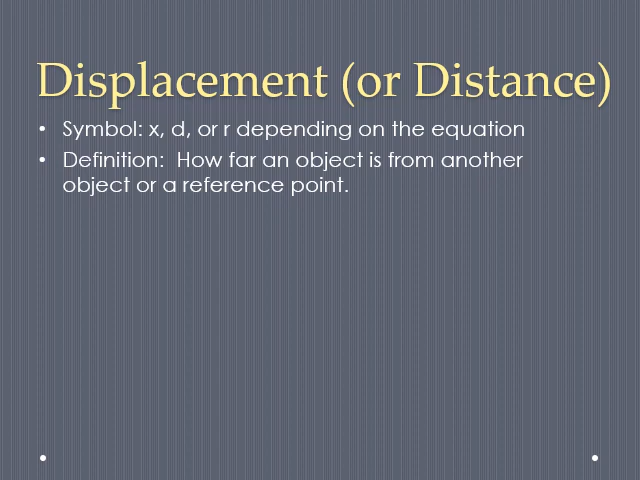 Displacement (or Distance)
• Symbol: x, d, or r depending on the equation
• Definition:  How far an object is from another
object or a reference point.